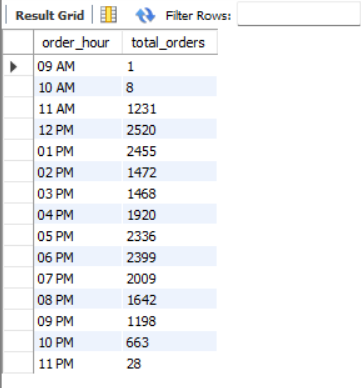 Result Grid Filter Rows:
order_hour total_orders
09 AM 1
10 AM 8
11 AM 1231
12 PM 2520
01 PM 2455
02 PM 1472
03 PM 1468
04 PM 1920
05 PM 2336
06 PM 2399
07 PM 2009
08 PM 1642
09 PM 1198
10 PM 663
11 PM 28